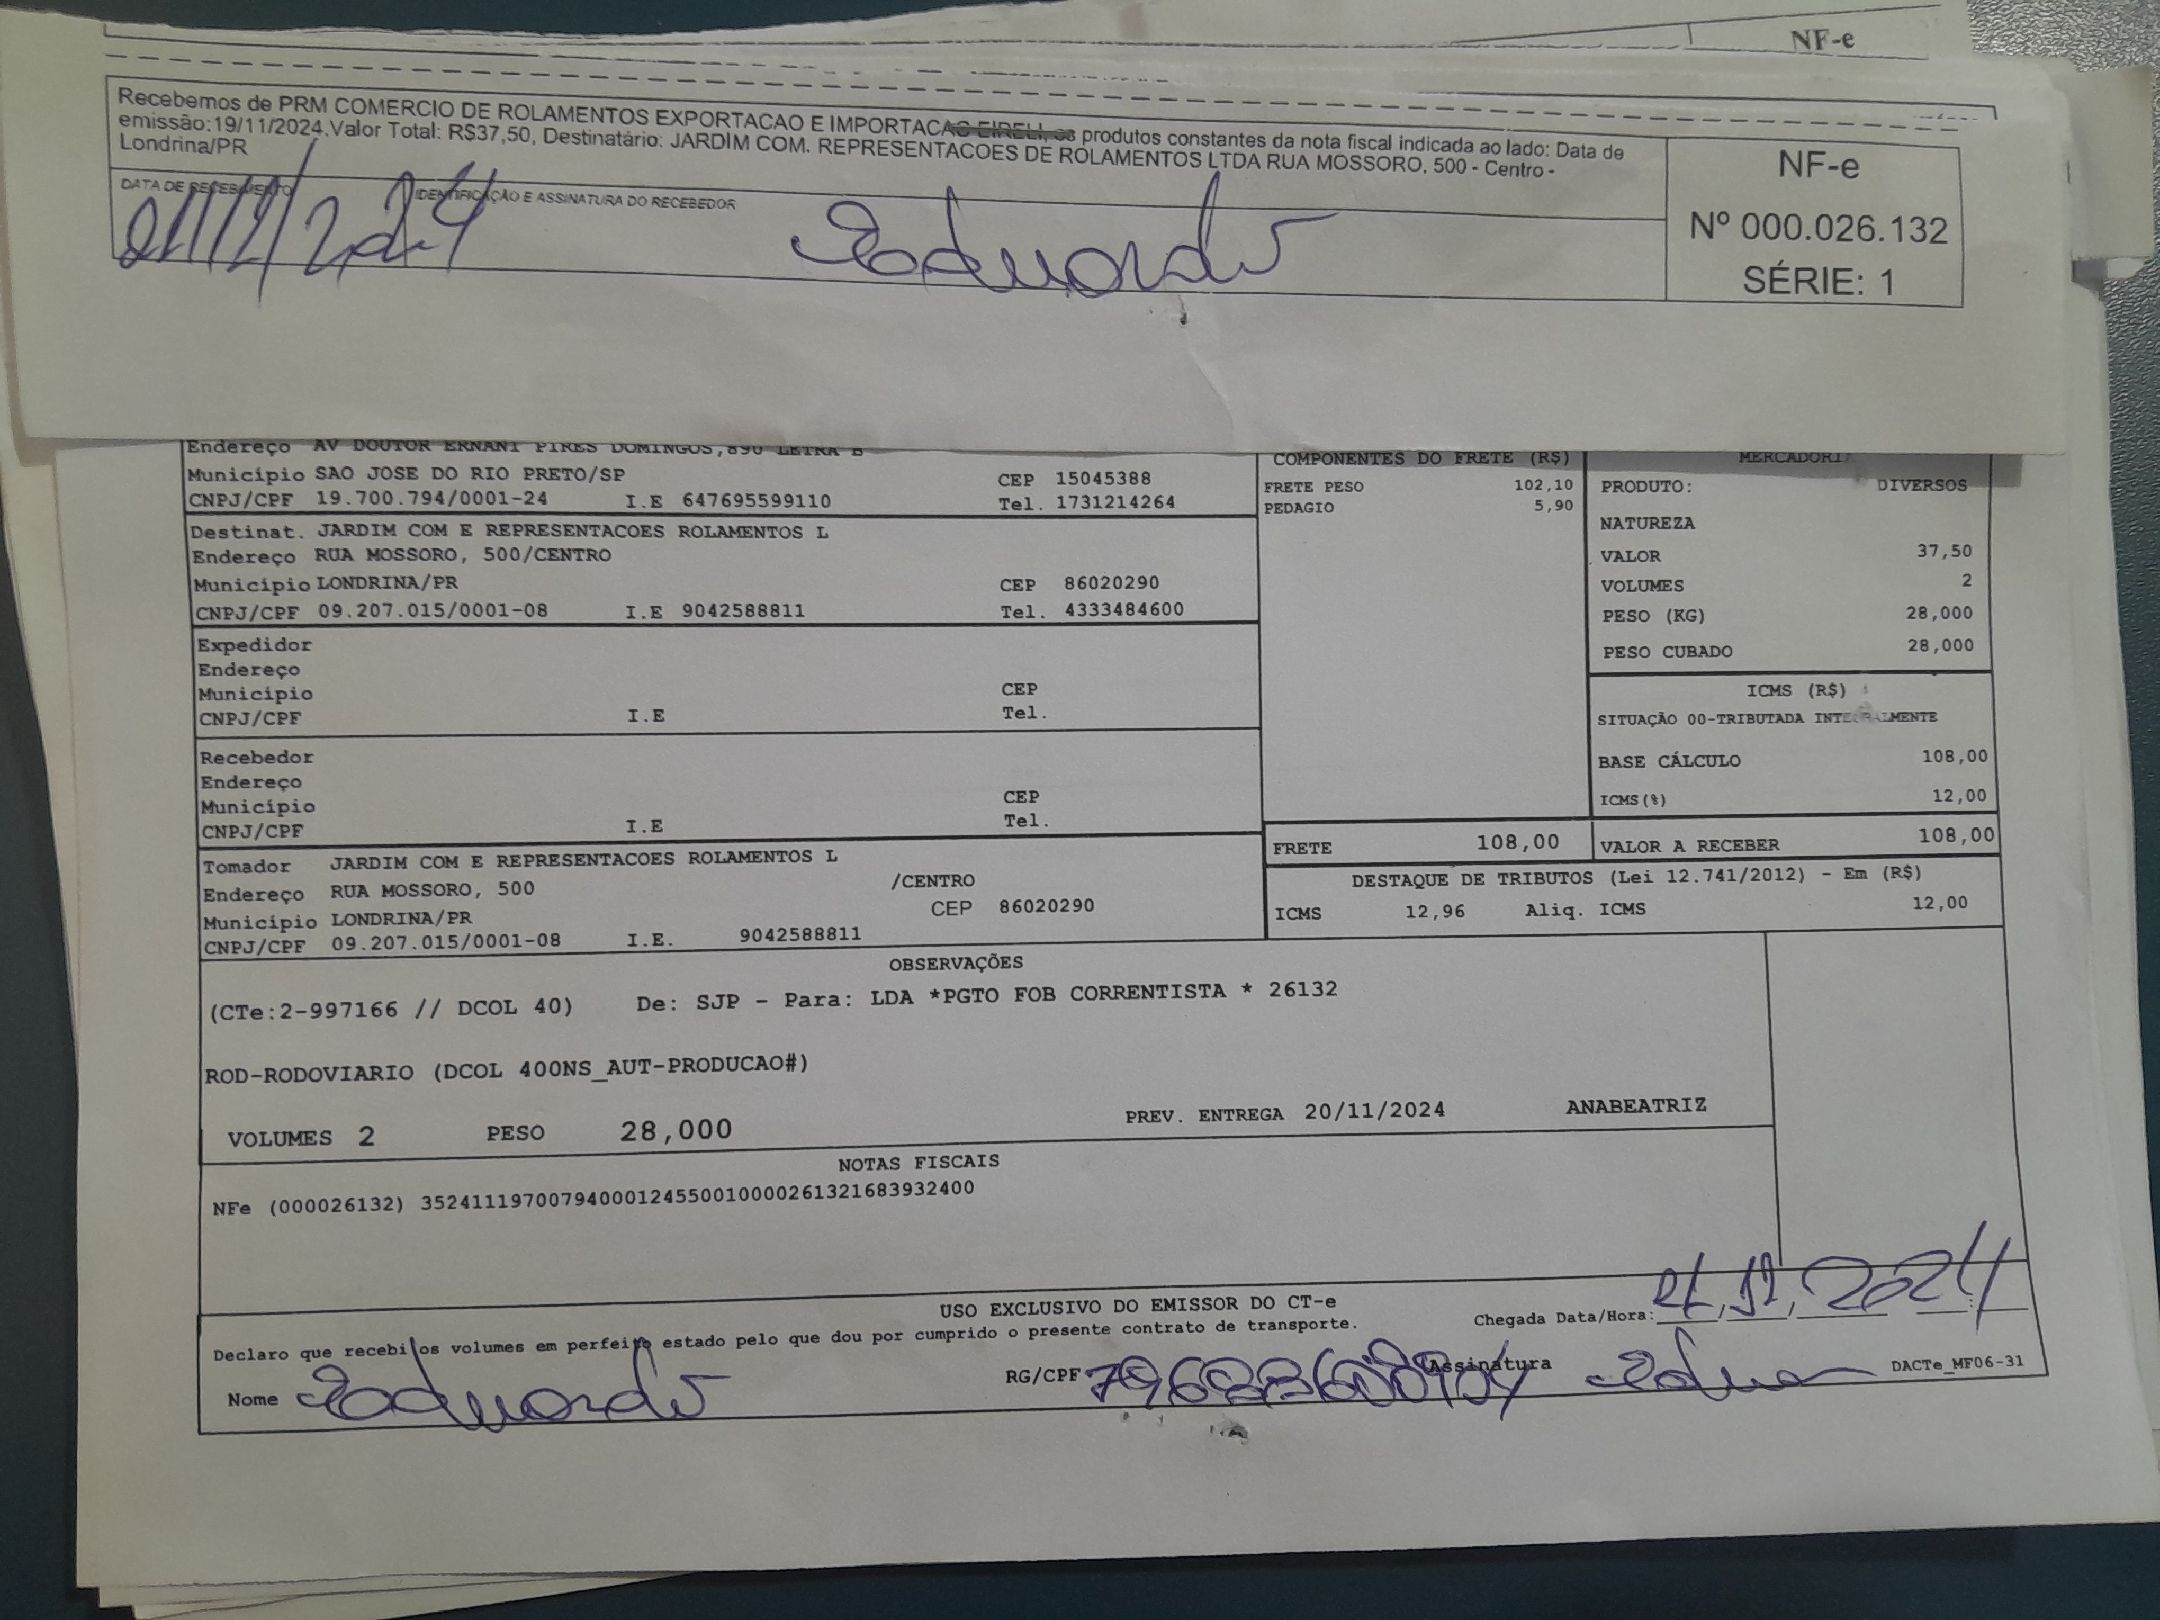 NF-e
Recebemos de PRM COMERCIO DE ROLAMENTOS EXPORTACAO E IMPORTACAO EIRELI, os produtos constantes da nota fiscal indicada ao lado: Data de
emissão:19/11/2024,Valor Total: R$37,50, Destinatário: JARDIM COM. REPRESENTACOES DE ROLAMENTOS LTDA RUA MOSSORO, 500 - Centro -
Londrina/PR
DATA DE RECEBIMENTO
IDENTIFICAÇÃO E ASSINATURA DO RECEBEDOR
Eduardo
NF-e
Nº 000.026.132
SÉRIE: 1
Endereço AV DOUTOR ERNANI PIRES DOMINGOS,890 LETRA B
Município SAO JOSE DO RIO PRETO/SP CEP 15045388
CNPJ/CPF 19.700.794/0001-24 I.E 647695599110 Tel. 1731214264
Destinat. JARDIM COM E REPRESENTACOES ROLAMENTOS L
Endereço RUA MOSSORO, 500/CENTRO
Município LONDRINA/PR CEP 86020290
CNPJ/CPF 09.207.015/0001-08 I.E 9042588811 Tel. 4333484600
Expedidor
Endereço
Município CEP
CNPJ/CPF I.E Tel.
Recebedor
Endereço
Município CEP
CNPJ/CPF I.E Tel.
Tomador JARDIM COM E REPRESENTACOES ROLAMENTOS L
Endereço RUA MOSSORO, 500 /CENTRO
Município LONDRINA/PR CEP 86020290
CNPJ/CPF 09.207.015/0001-08 I.E. 9042588811
COMPONENTES DO FRETE (R$)
FRETE PESO 102,10
PEDAGIO 5,90
FRETE 108,00
MERCADORIA
PRODUTO: DIVERSOS
NATUREZA
VALOR 37,50
VOLUMES 2
PESO (KG) 28,000
PESO CUBADO 28,000
ICMS (R$)
SITUAÇÃO 00-TRIBUTADA INTEGRALMENTE
BASE CÁLCULO 108,00
ICMS(%) 12,00
VALOR A RECEBER 108,00
DESTAQUE DE TRIBUTOS (Lei 12.741/2012) - Em (R$)
ICMS 12,96 Aliq. ICMS 12,00
OBSERVAÇÕES
(CTe:2-997166 // DCOL 40) De: SJP - Para: LDA *PGTO FOB CORRENTISTA * 26132
ROD-RODOVIARIO (DCOL 400NS_AUT-PRODUCAO#)
VOLUMES 2 PESO 28,000 PREV. ENTREGA 20/11/2024 ANABEATRIZ
NOTAS FISCAIS
NFe (000026132) 35241119700794000124550010000261321683932400
USO EXCLUSIVO DO EMISSOR DO CT-e
Declaro que recebi os volumes em perfeito estado pelo que dou por cumprido o presente contrato de transporte.
Chegada Data/Hora:
Nome Eduardo RG/CPF Assinatura DACTe_MF06-31